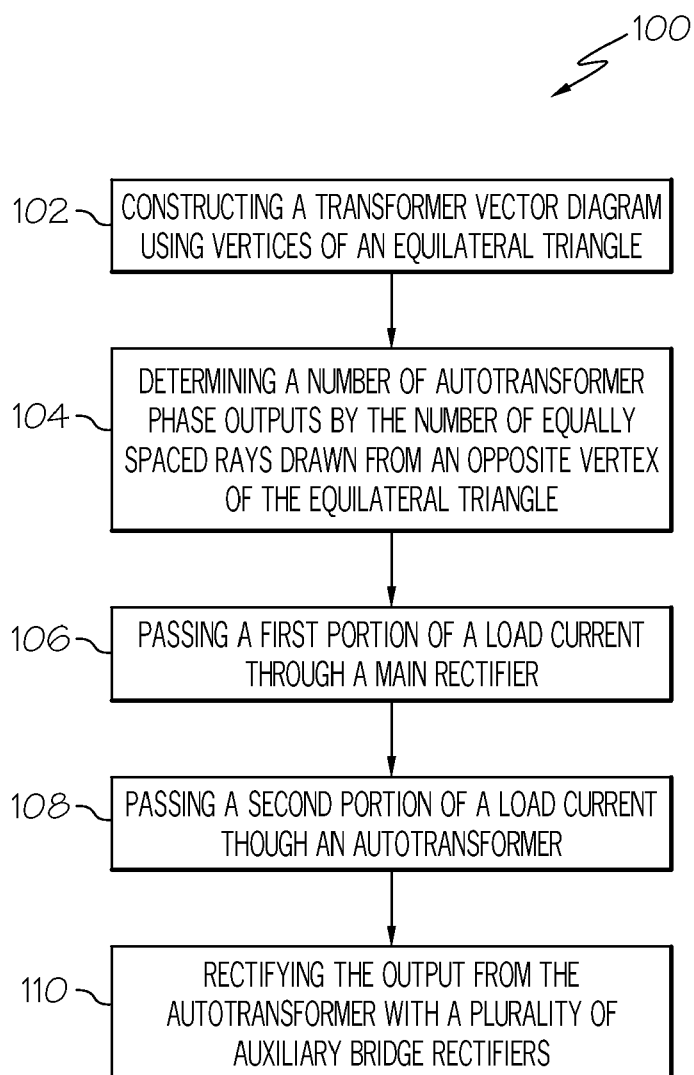 100
102
CONSTRUCTING A TRANSFORMER VECTOR DIAGRAM
USING VERTICES OF AN EQUILATERAL TRIANGLE
104
DETERMINING A NUMBER OF AUTOTRANSFORMER
PHASE OUTPUTS BY THE NUMBER OF EQUALLY
SPACED RAYS DRAWN FROM AN OPPOSITE VERTEX
OF THE EQUILATERAL TRIANGLE
106
PASSING A FIRST PORTION OF A LOAD CURRENT
THROUGH A MAIN RECTIFIER
108
PASSING A SECOND PORTION OF A LOAD CURRENT
THOUGH AN AUTOTRANSFORMER
110
RECTIFYING THE OUTPUT FROM THE
AUTOTRANSFORMER WITH A PLURALITY OF
AUXILIARY BRIDGE RECTIFIERS